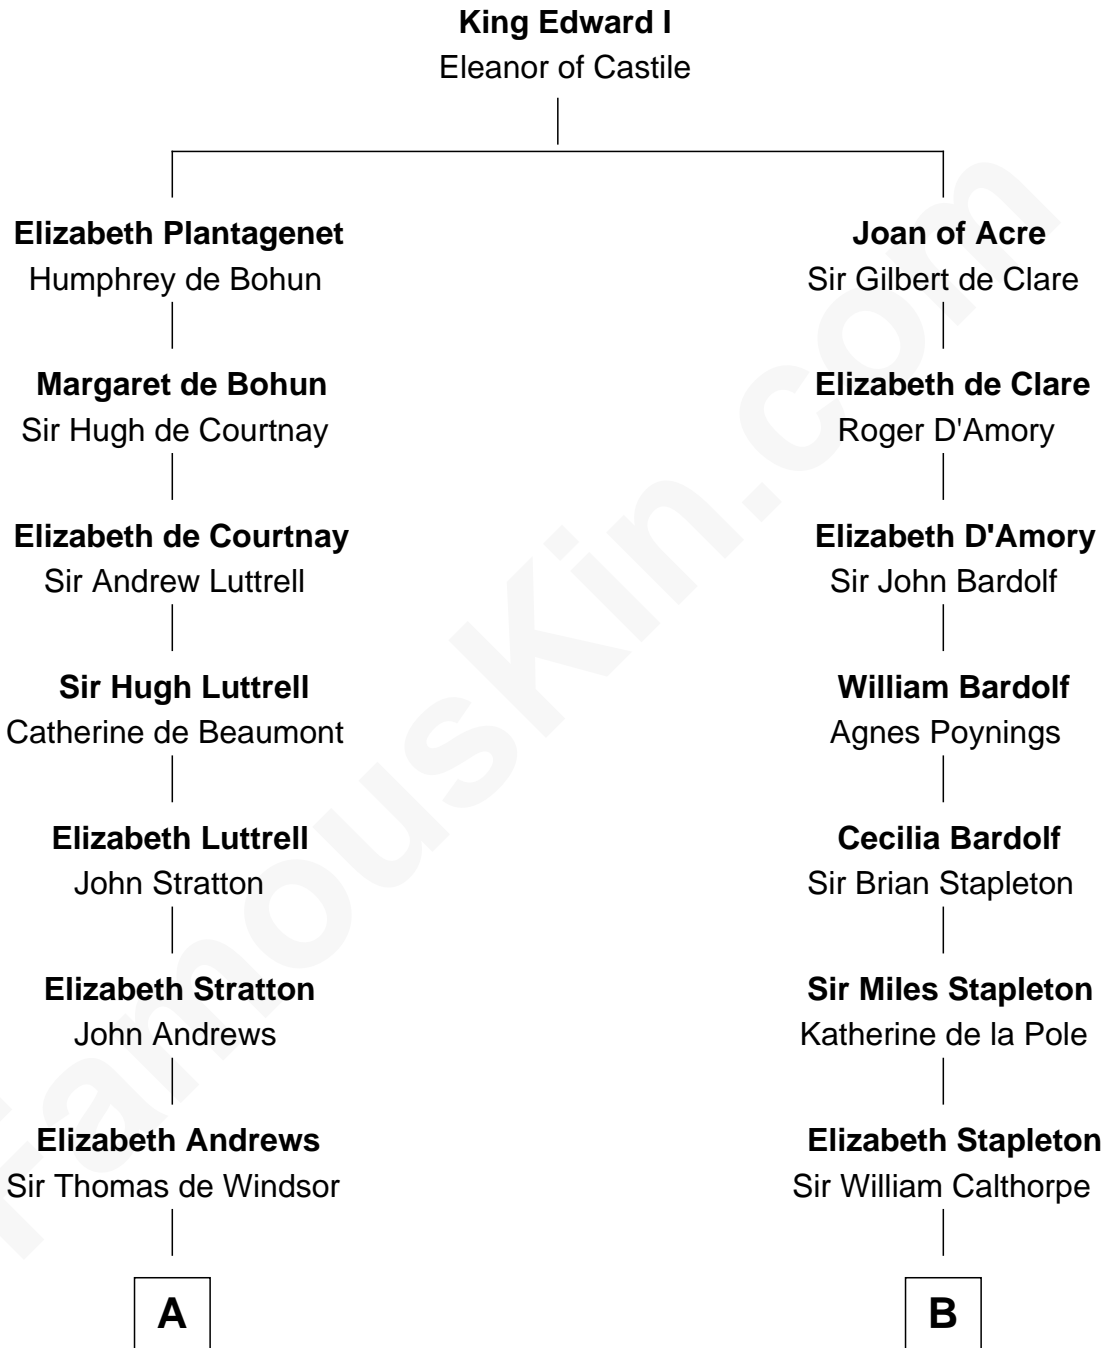 King Edward I
Eleanor of Castile
Elizabeth Plantagenet
Humphrey de Bohun
Joan of Acre
Sir Gilbert de Clare
Margaret de Bohun
Sir Hugh de Courtnay
Elizabeth de Clare
Roger D'Amory
Elizabeth de Courtnay
Sir Andrew Luttrell
Elizabeth D'Amory
Sir John Bardolf
Sir Hugh Luttrell
Catherine de Beaumont
William Bardolf
Agnes Poynings
Elizabeth Luttrell
John Stratton
Cecilia Bardolf
Sir Brian Stapleton
Elizabeth Stratton
John Andrews
Sir Miles Stapleton
Katherine de la Pole
Elizabeth Andrews
Sir Thomas de Windsor
Elizabeth Stapleton
Sir William Calthorpe
A
B
FamousKin.com